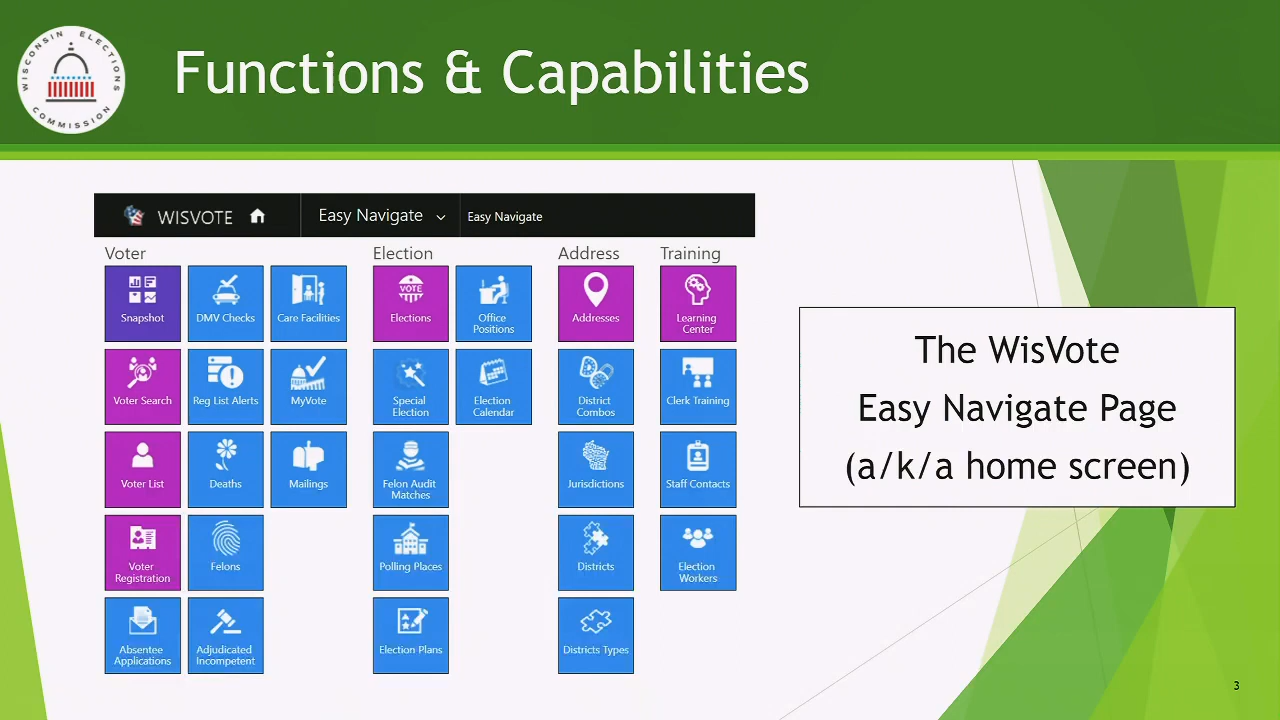 WISCONSIN ELECTIONS COMMISSION
Functions & Capabilities
WISVOTE
Easy Navigate
Easy Navigate
Voter
Election
Address
Training
Snapshot
DMV Checks
Care Facilities
VOTE
Elections
Office
Positions
Addresses
Learning
Center
Voter Search
Reg List Alerts
MyVote
Special
Election
Election
Calendar
District
Combos
Clerk Training
Voter List
Deaths
Mailings
Felon Audit
Matches
Jurisdictions
Staff Contacts
Voter
Registration
Felons
Polling Places
Districts
Election
Workers
Absentee
Applications
Adjudicated
Incompetent
Election Plans
Districts Types
The WisVote
Easy Navigate Page
(a/k/a home screen)
3